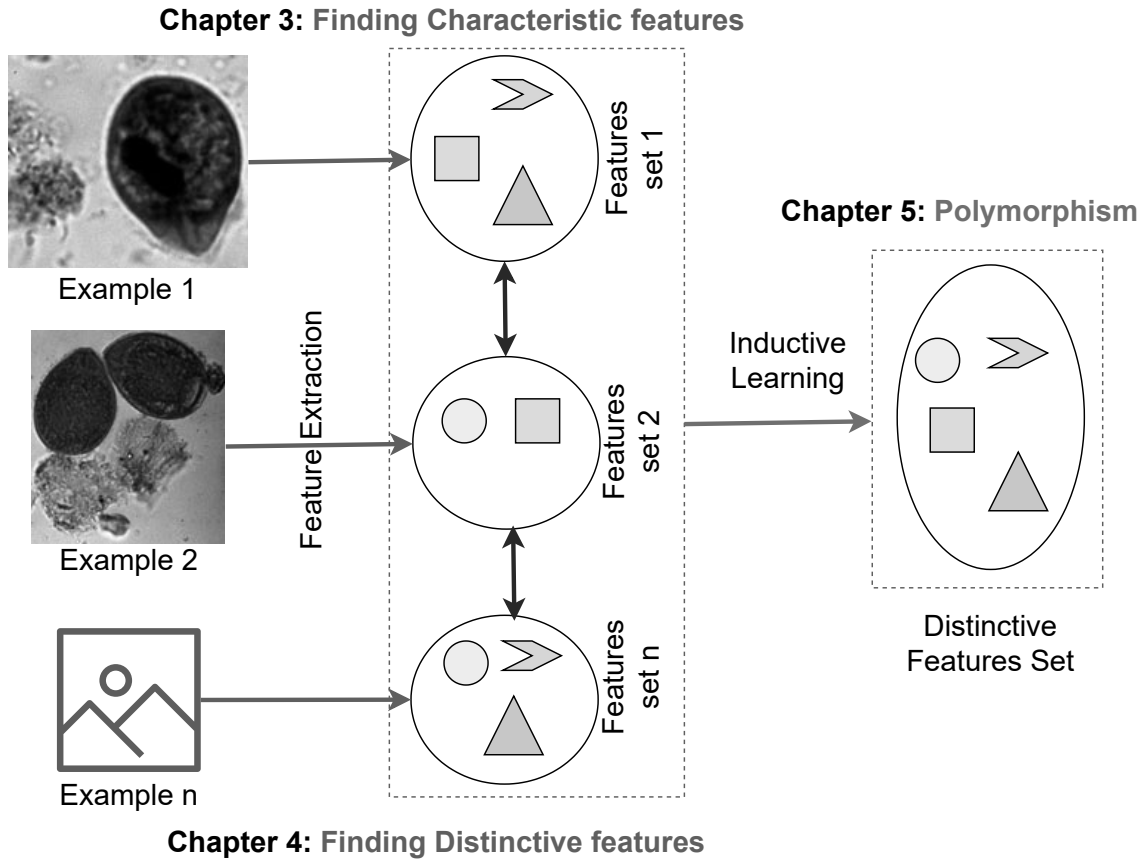 Chapter 3: Finding Characteristic features
Example 1
Features
set 1
Chapter 5: Polymorphism
Feature Extraction
Example 2
Features
set 2
Inductive
Learning
Example n
Features
set n
Distinctive
Features Set
Chapter 4: Finding Distinctive features